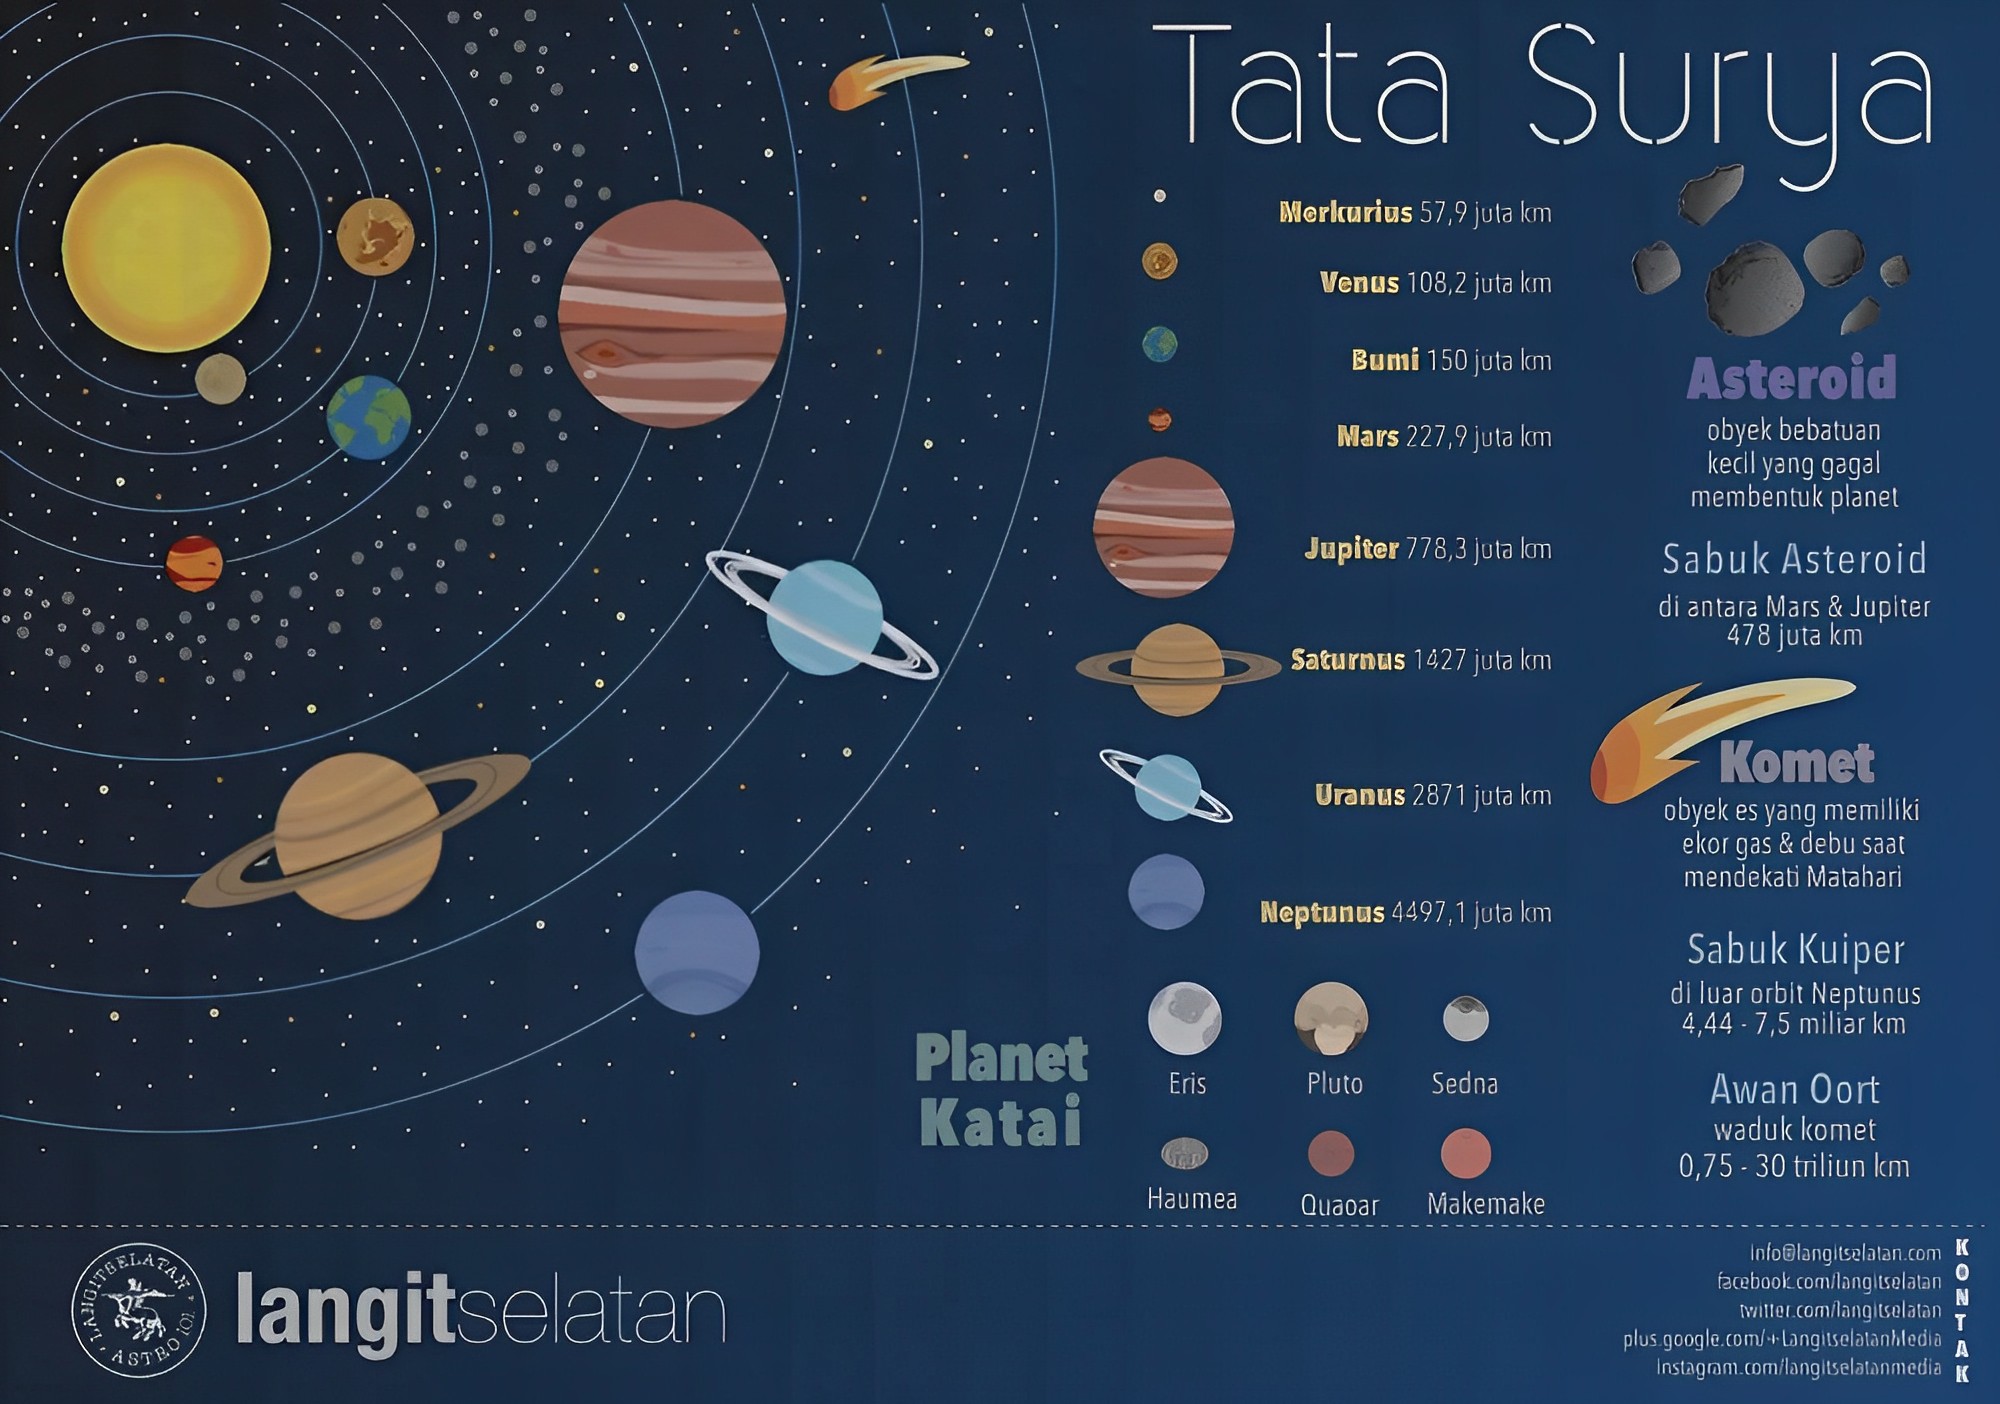 Tata Surya
Merkurius 57,9 juta km
Venus 108,2 juta km
Bumi 150 juta km
Mars 227,9 juta km
Jupiter 778,3 juta km
Saturnus 1427 juta km
Uranus 2871 juta km
Neptunus 4497,1 juta km
Planet
Katai
Eris
Pluto
Sedna
Haumea
Quaoar
Makemake
Asteroid
obyek bebatuan
kecil yang gagal
membentuk planet
Sabuk Asteroid
di antara Mars & Jupiter
478 juta km
Komet
obyek es yang memiliki
ekor gas & debu saat
mendekati Matahari
Sabuk Kuiper
di luar orbit Neptunus
4,44 - 7,5 miliar km
Awan Oort
waduk komet
0,75 - 30 triliun km
LANGITSELATAN
ASTRO 101
langitselatan
info@langitselatan.com
facebook.com/langitselatan
twitter.com/langitselatan
plus.google.com/+LangitselatanMedia
instagram.com/langitselatanmedia
KONTAK